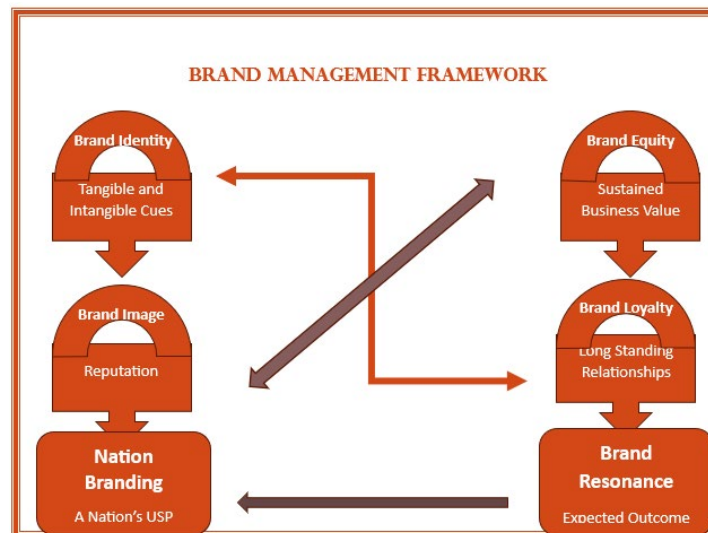 BRAND MANAGEMENT FRAMEWORK
Brand Identity
Tangible and
Intangible Cues
Brand Image
Reputation
Nation
Branding
A Nation's USP
Brand Equity
Sustained
Business Value
Brand Loyalty
Long Standing
Relationships
Brand
Resonance
Expected Outcome